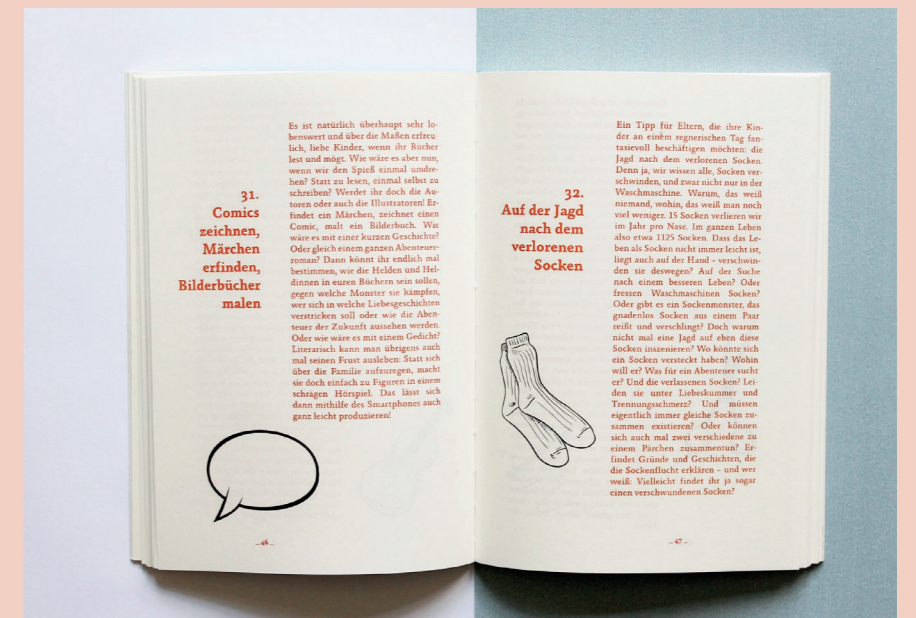 31.
Comics
zeichnen,
Märchen
erfinden,
Bilderbücher
malen
Es ist natürlich überhaupt sehr lo-
benswert und über die Maßen erfreu-
lich, liebe Kinder, wenn ihr Bücher
lest und mögt. Wie wäre es aber nun,
wenn wir den Spieß einmal umdre-
hen? Statt zu lesen, einmal selbst zu
schreiben? Werdet ihr doch die Au-
toren oder auch die Illustratoren! Er-
findet ein Märchen, zeichnet einen
Comic, malt ein Bilderbuch. Wie
wäre es mit einer kurzen Geschichte?
Oder gleich einem ganzen Abenteuer-
roman? Dann könnt ihr endlich mal
bestimmen, wie die Helden und Hel-
dinnen in euren Büchern sein sollen,
gegen welche Monster sie kämpfen,
wer sich in welche Liebesgeschichten
verstricken soll oder wie die Aben-
teuer der Zukunft aussehen werden.
Oder wie wäre es mit einem Gedicht?
Literarisch kann man übrigens auch
mal seinen Frust ausleben: Statt sich
über die Familie aufzuregen, macht
sie doch einfach zu Figuren in einem
schrägen Hörspiel. Das lässt sich
dann mithilfe des Smartphones auch
ganz leicht produzieren!
– 46 –
32.
Auf der Jagd
nach dem
verlorenen
Socken
Ein Tipp für Eltern, die ihre Kin-
der an einem regnerischen Tag fan-
tasievoll beschäftigen möchten: die
Jagd nach dem verlorenen Socken.
Denn ja, wir wissen alle, Socken ver-
schwinden, und zwar nicht nur in der
Waschmaschine. Warum, das weiß
niemand, wohin, das weiß man noch
viel weniger. 15 Socken verlieren wir
im Jahr pro Nase. Im ganzen Leben
also etwa 1125 Socken. Dass das Le-
ben als Socken nicht immer leicht ist,
liegt auch auf der Hand – verschwin-
den sie deswegen? Auf der Suche
nach einem besseren Leben? Oder
fressen Waschmaschinen Socken?
Oder gibt es ein Sockenmonster, das
gnadenlos Socken aus einem Paar
reißt und verschlingt? Doch warum
nicht mal eine Jagd auf eben diese
Socken inszenieren? Wo könnte sich
ein Socken versteckt haben? Wohin
will er? Was für ein Abenteuer sucht
er? Und die verlassenen Socken? Lei-
den sie unter Liebeskummer und
Trennungsschmerz? Und müssen
eigentlich immer gleiche Socken zu-
sammen existieren? Oder können
sich auch mal zwei verschiedene zu
einem Pärchen zusammentun? Er-
findet Gründe und Geschichten, die
die Sockenflucht erklären – und wer
weiß: Vielleicht findet ihr ja sogar
einen verschwundenen Socken?
– 47 –